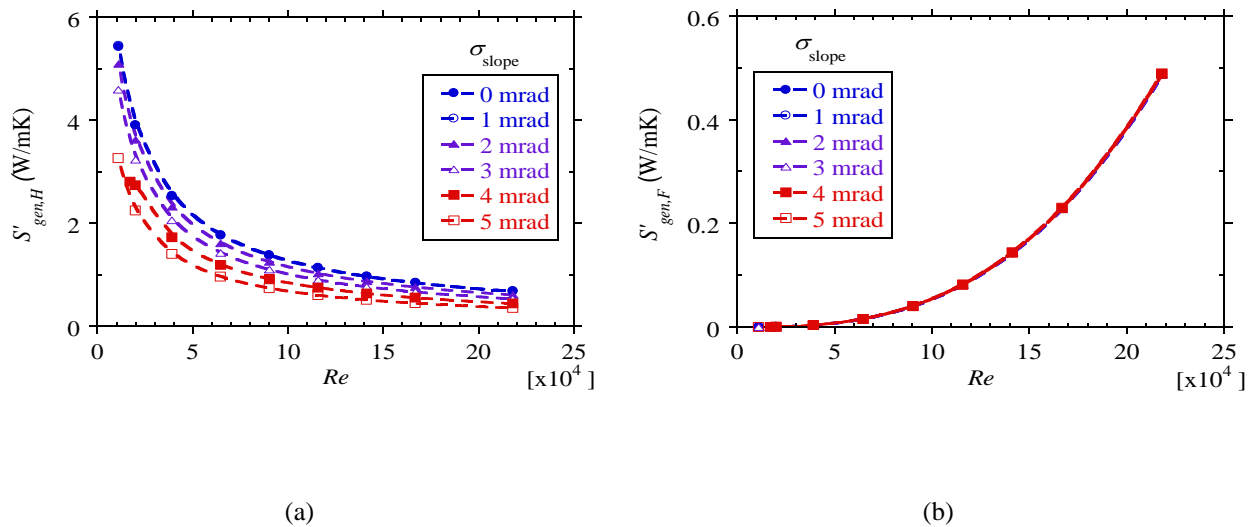 6
4
2
0
S'gen,H (W/mK)
σslope
0 mrad
1 mrad
2 mrad
3 mrad
4 mrad
5 mrad
0 5 10 15 20 25
Re [x10⁴ ]
(a)
0.6
0.4
0.2
0
S'gen,F (W/mK)
σslope
0 mrad
1 mrad
2 mrad
3 mrad
4 mrad
5 mrad
0 5 10 15 20 25
Re [x10⁴ ]
(b)